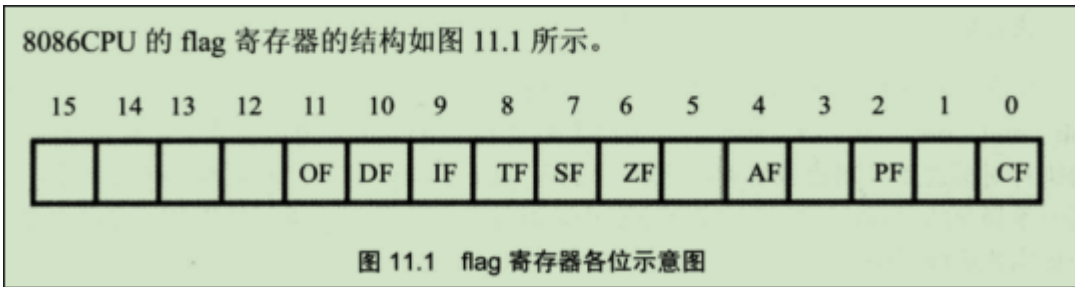 8086CPU 的 flag 寄存器的结构如图 11.1 所示。
15 14 13 12 11 10 9 8 7 6 5 4 3 2 1 0
OF DF IF TF SF ZF AF PF CF
图 11.1 flag 寄存器各位示意图